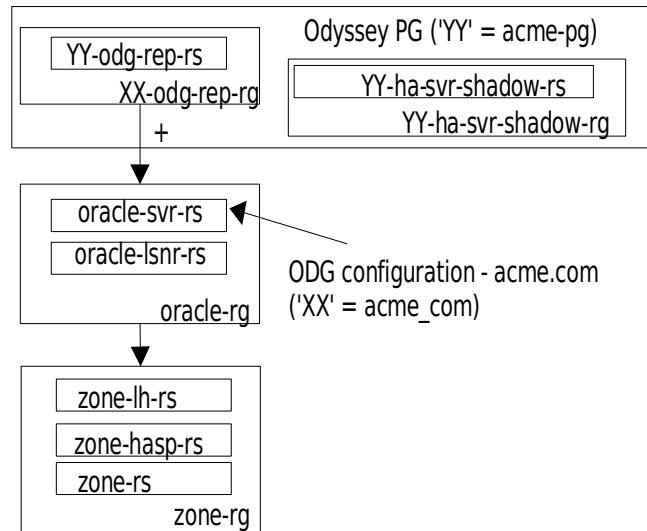 Odyssey PG ('YY' = acme-pg)
YY-odg-rep-rs
XX-odg-rep-rg
YY-ha-svr-shadow-rs
YY-ha-svr-shadow-rg
+
oracle-svr-rs
oracle-lsnr-rs
oracle-rg
ODG configuration - acme.com
('XX' = acme_com)
zone-lh-rs
zone-hasp-rs
zone-rs
zone-rg